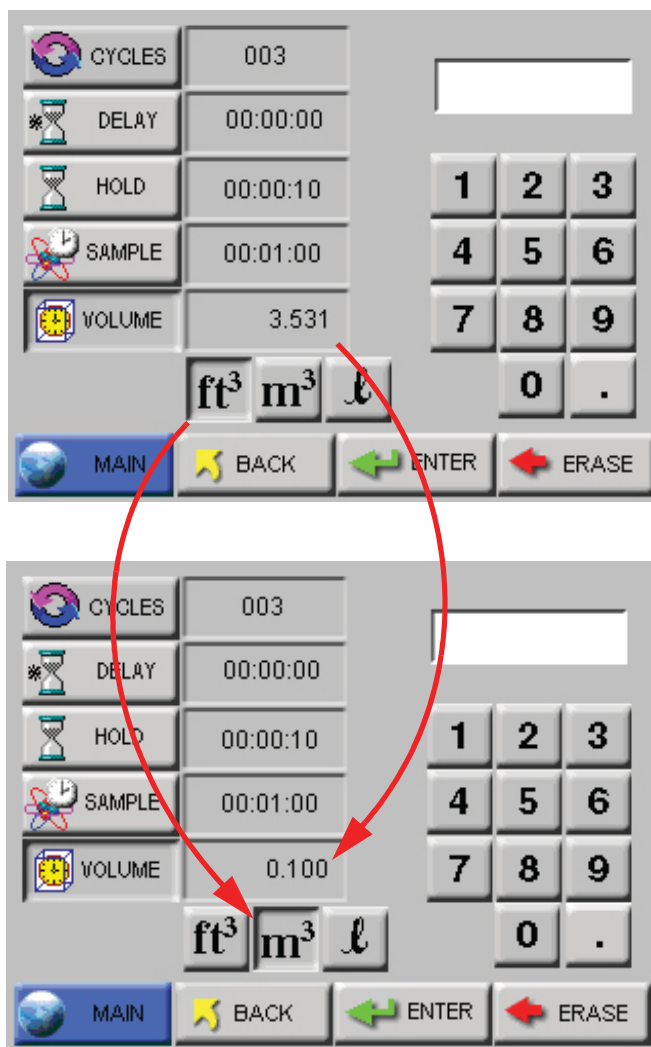 CYCLES 003
DELAY 00:00:00
HOLD 00:00:10 1 2 3
SAMPLE 00:01:00 4 5 6
VOLUME 3.531 7 8 9
ft³ m³ ℓ 0 .
MAIN BACK ENTER ERASE
CYCLES 003
DELAY 00:00:00
HOLD 00:00:10 1 2 3
SAMPLE 00:01:00 4 5 6
VOLUME 0.100 7 8 9
ft³ m³ ℓ 0 .
MAIN BACK ENTER ERASE